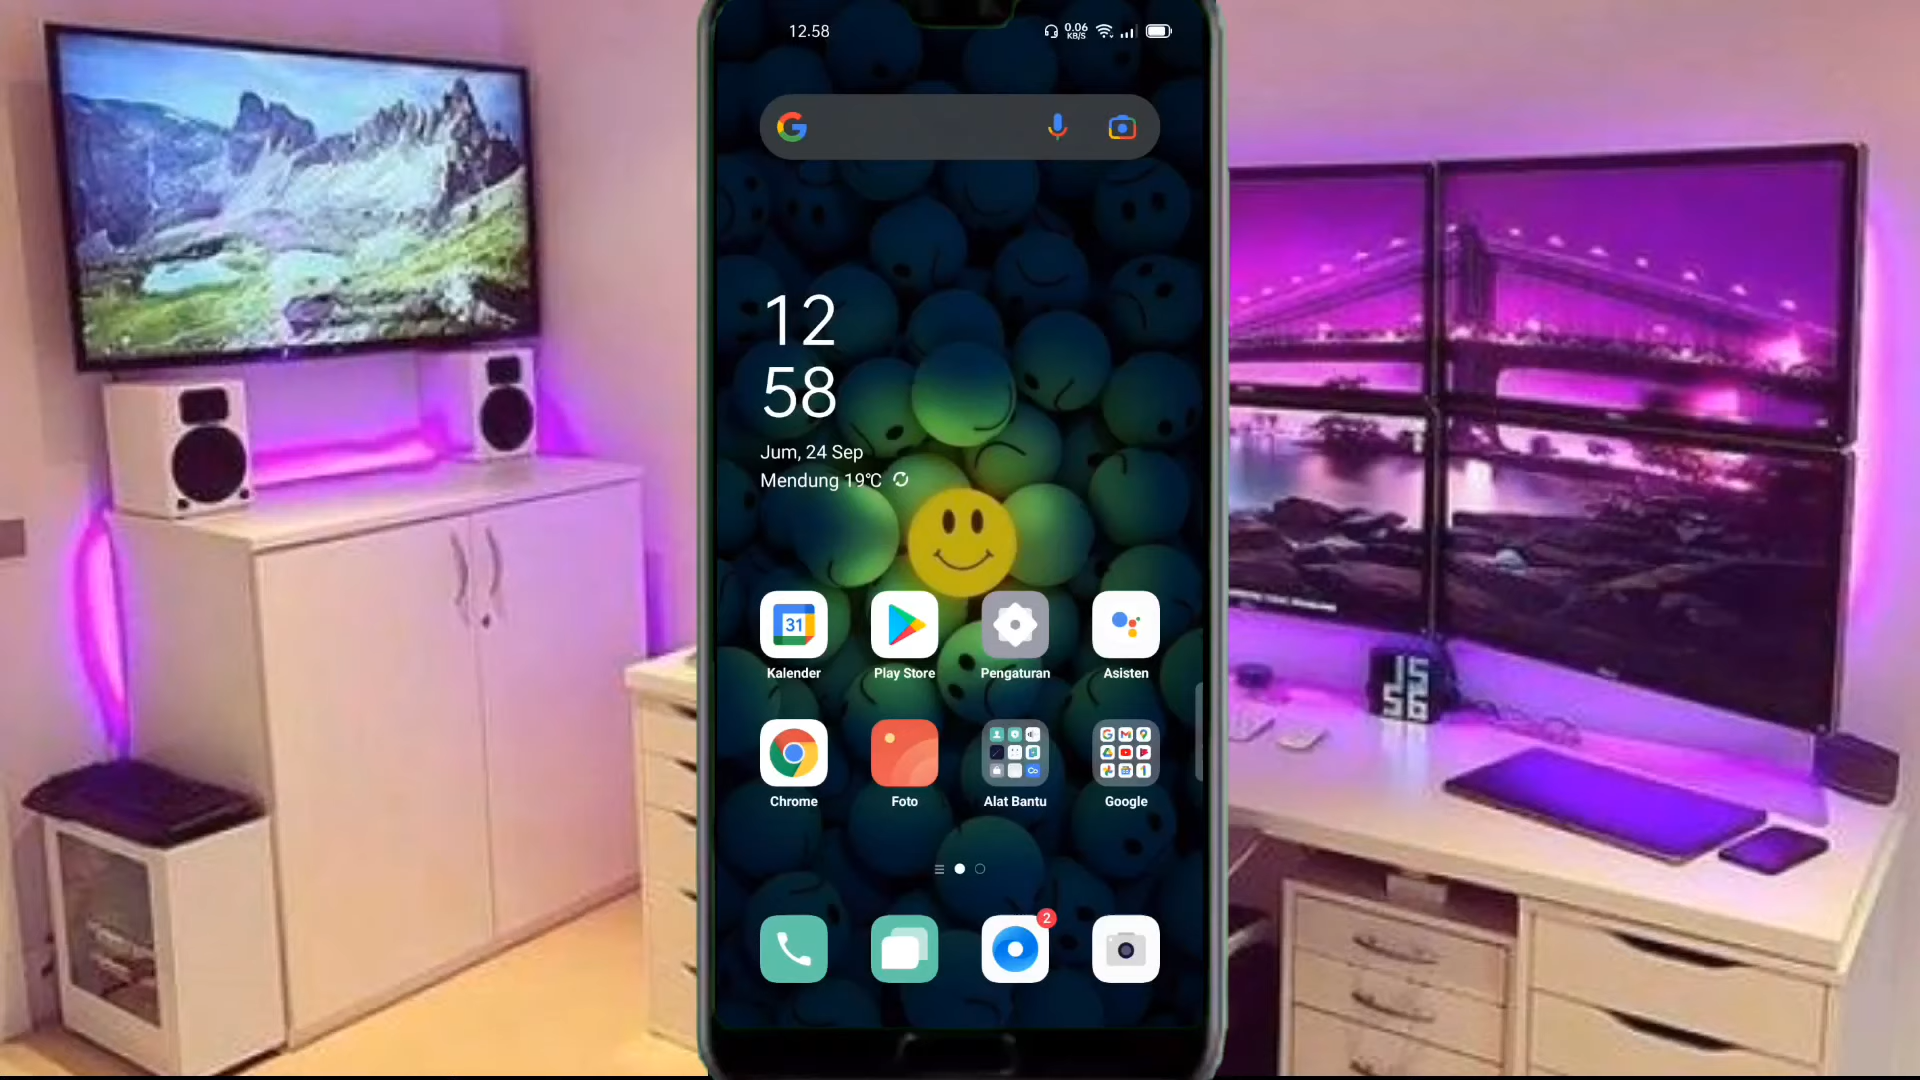 12.58
0.06
KB/S
12
58
Jum, 24 Sep
Mendung 19℃
31
Kalender
Play Store
Pengaturan
Asisten
Chrome
Foto
Alat Bantu
Google
2